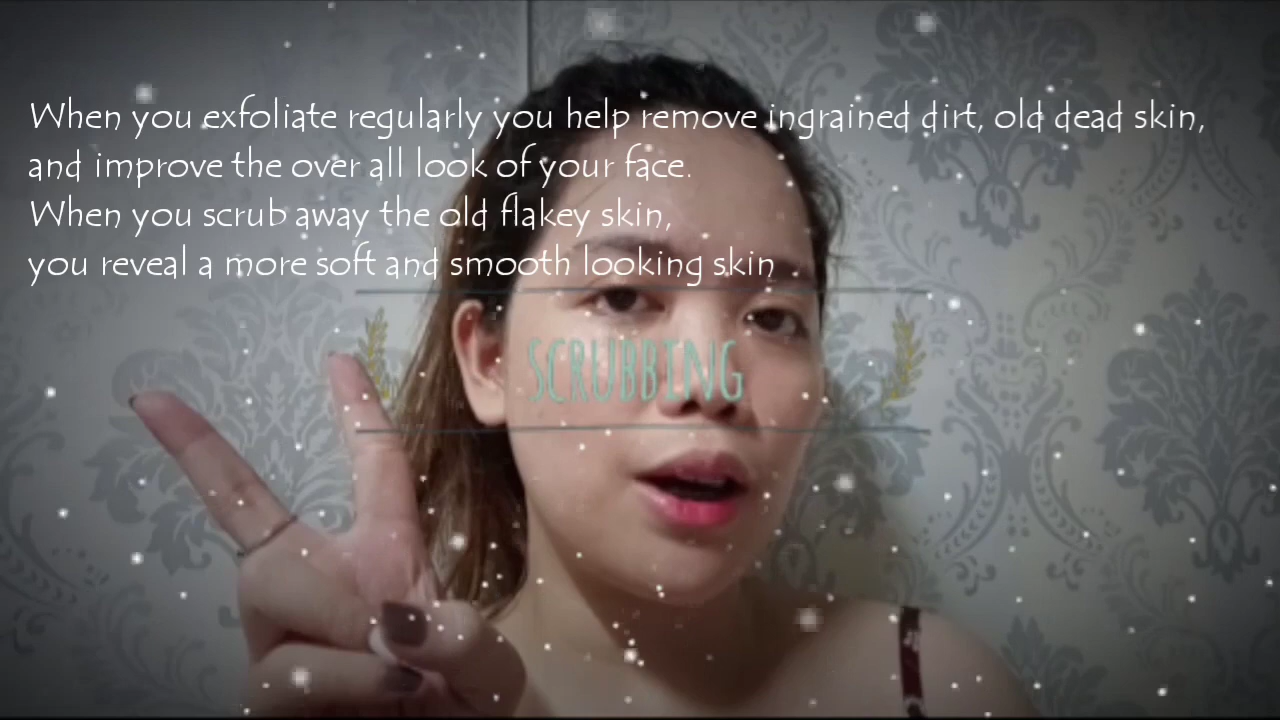 When you exfoliate regularly you help remove ingrained dirt, old dead skin,
and improve the over all look of your face.
When you scrub away the old flakey skin,
you reveal a more soft and smooth looking skin
SCRUBBING